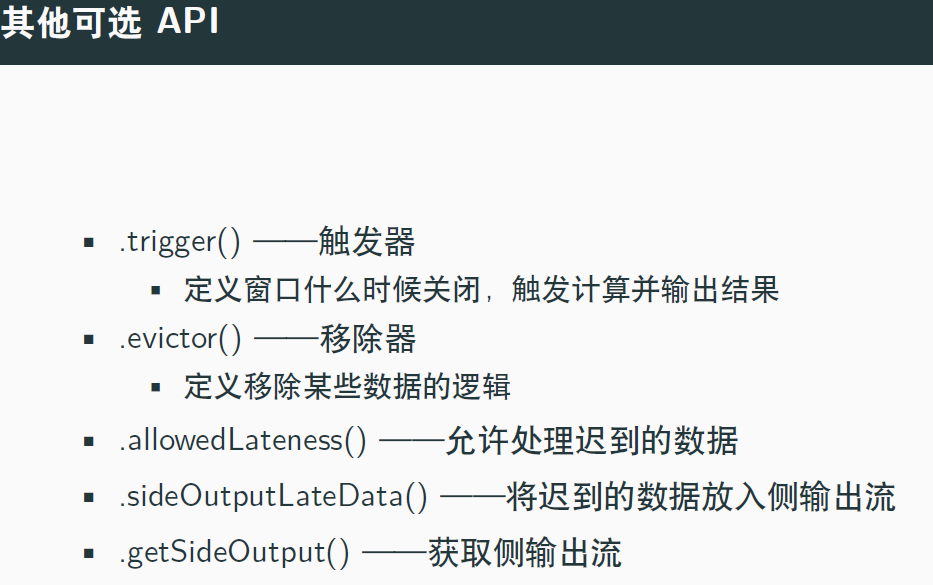 其他可选 API
▪ .trigger() ——触发器
▪ 定义窗口什么时候关闭，触发计算并输出结果
▪ .evictor() ——移除器
▪ 定义移除某些数据的逻辑
▪ .allowedLateness() ——允许处理迟到的数据
▪ .sideOutputLateData() ——将迟到的数据放入侧输出流
▪ .getSideOutput() ——获取侧输出流